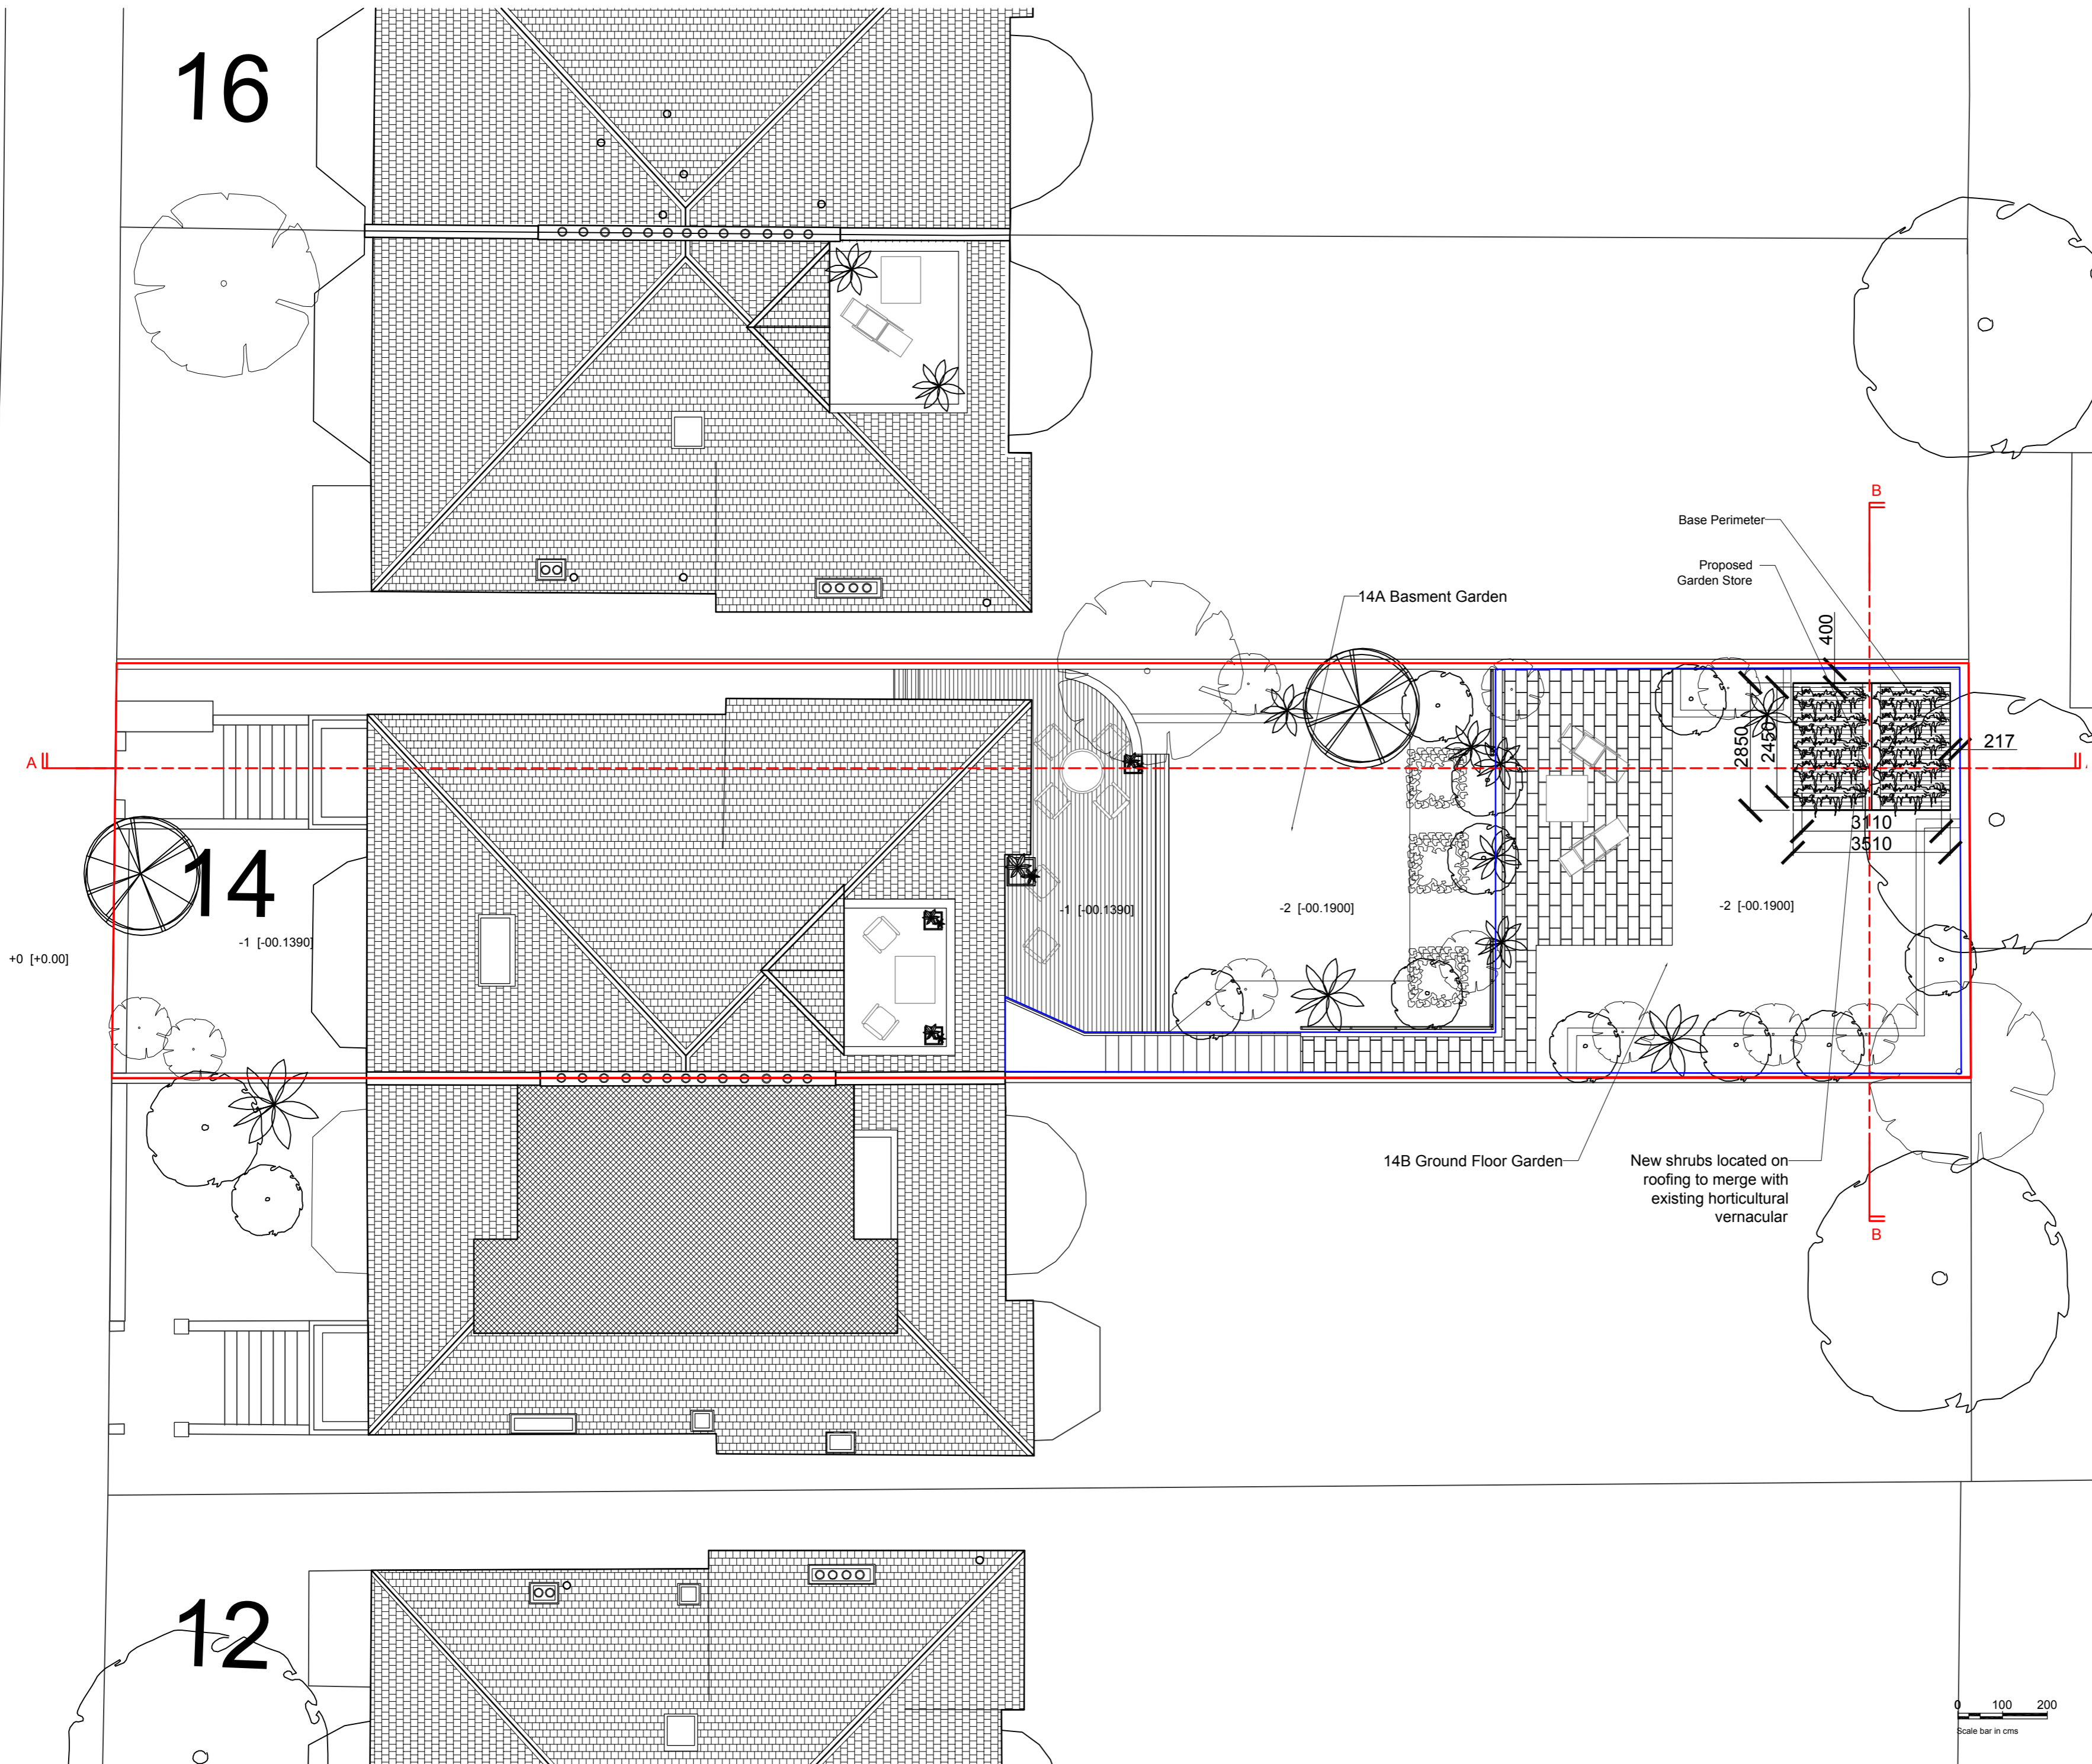 16
B
Base Perimeter
Proposed
Garden Store
14A Basment Garden
400
2850
2450
217
A
3110
3510
14
-1 [-00.1390]
-2 [-00.1900]
-2 [-00.1900]
-1 [-00.1390]
+0 [+0.00]
14B Ground Floor Garden
New shrubs located on
roofing to merge with
existing horticultural
vernacular
B
12
0 100 200
Scale bar in cms